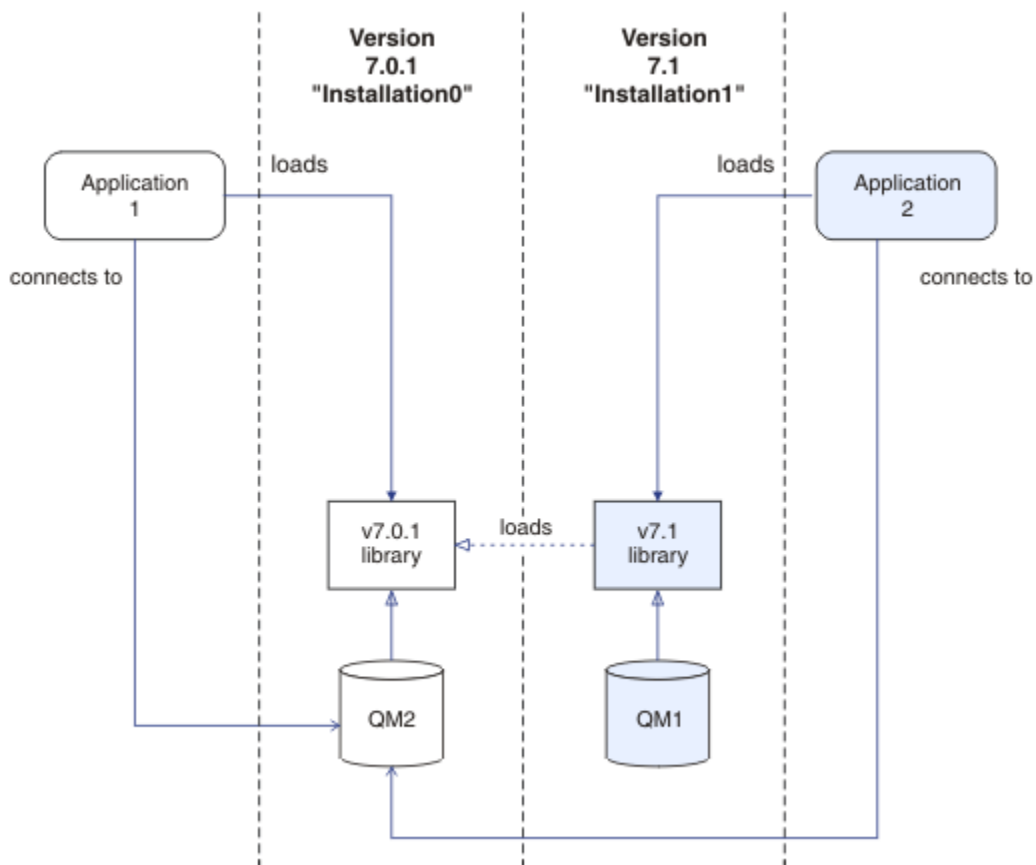 Version
7.0.1
"Installation0"
Version
7.1
"Installation1"
loads
loads
Application
1
Application
2
connects to
connects to
v7.0.1
library
loads
v7.1
library
QM2
QM1